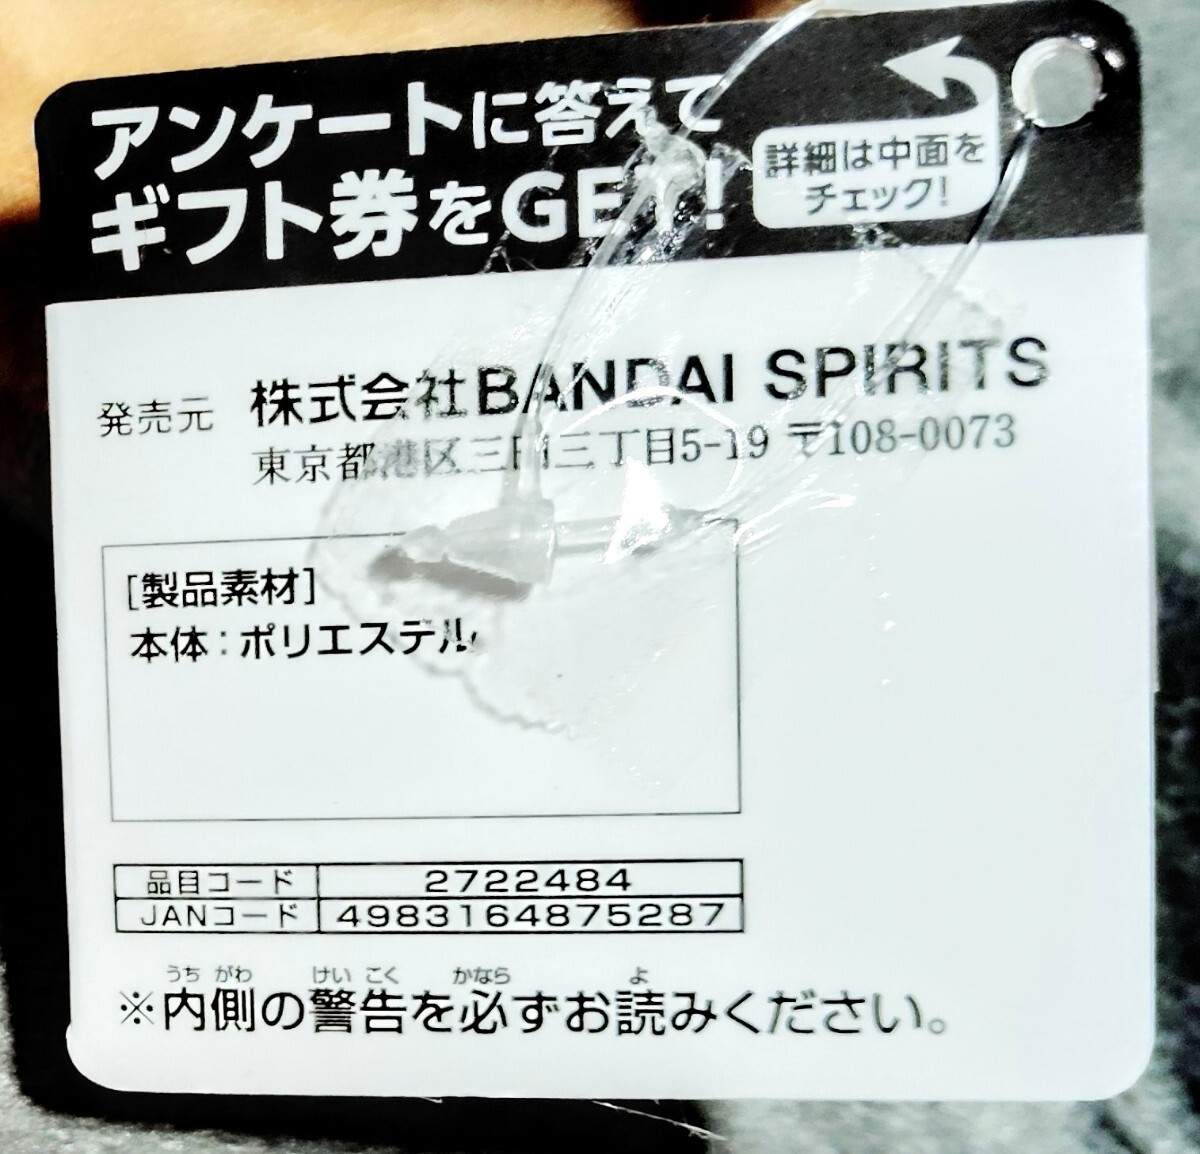 アンケートに答えて
ギフト券をGET!
詳細は中面を
チェック!
発売元 株式会社BANDAI SPIRITS
東京都港区三田三丁目5-19 〒108-0073
[製品素材]
本体:ポリエステル
品目コード 2722484
JANコード 4983164875287
うち がわ けい こく かなら よ
※内側の警告を必ずお読みください。